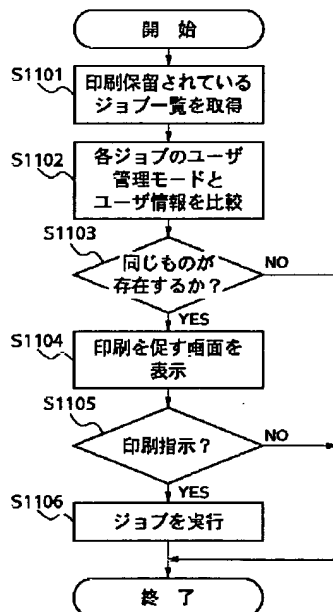 開 始
S1101
印刷保留されている
ジョブ一覧を取得
S1102
各ジョブのユーザ
管理モードと
ユーザ情報を比較
S1103
同じものが
存在するか?
NO
YES
S1104
印刷を促す画面を
表示
S1105
印刷指示?
NO
YES
S1106
ジョブを実行
終 了